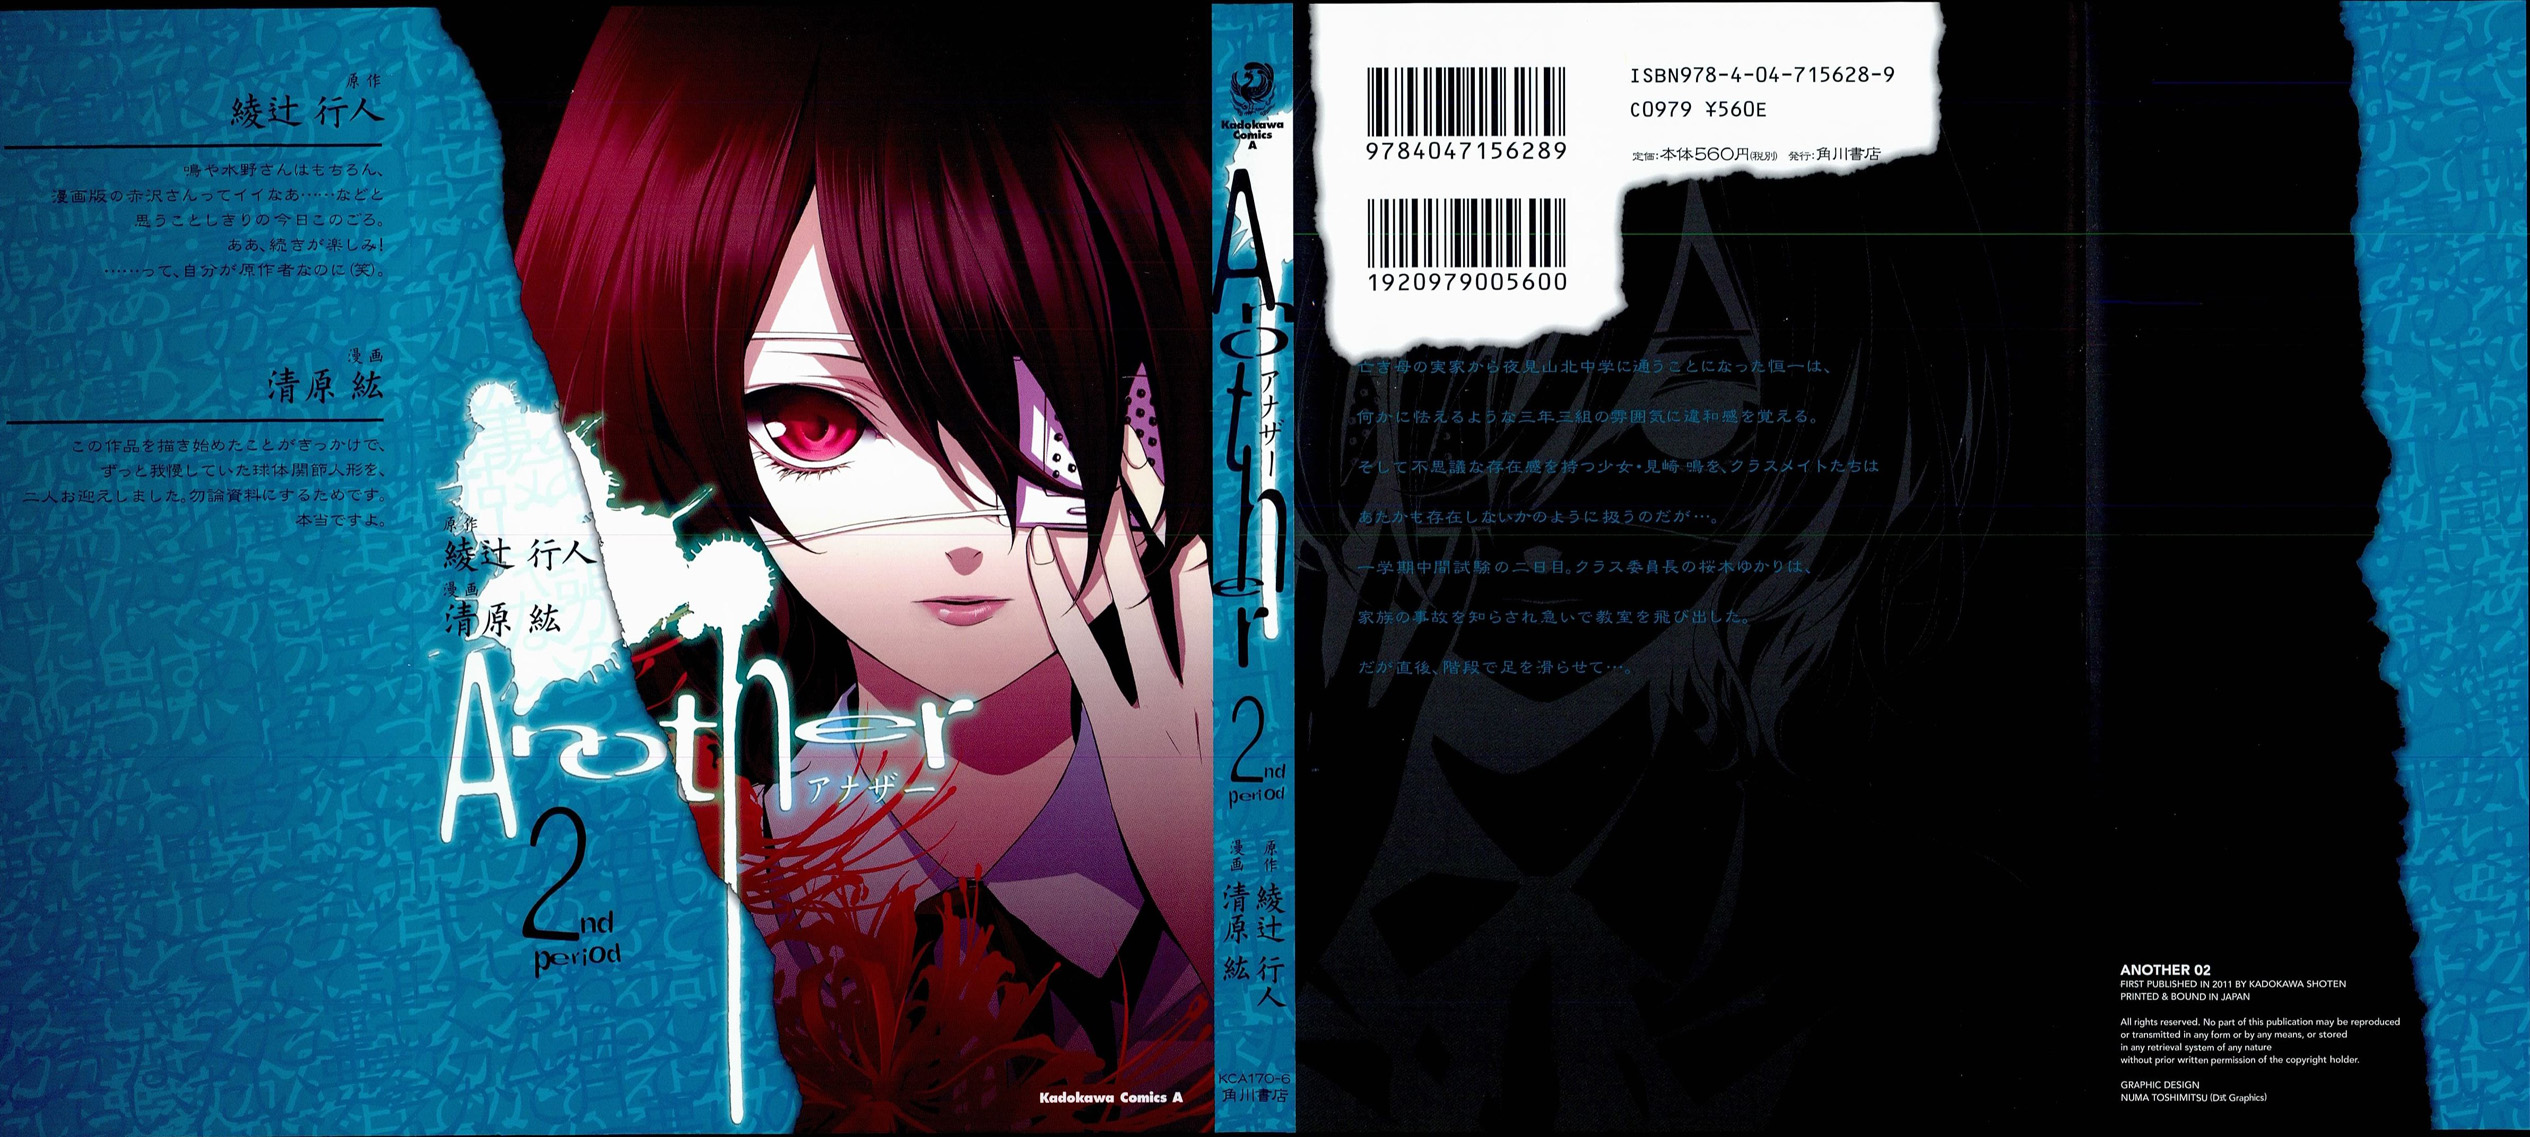 原作
綾辻 行人
鳴や水野さんはもちろん、
漫画版の赤沢さんってイイなあ……などと
思うことしきりの今日このごろ。
ああ、続きが楽しみ!
……って、自分が原作者なのに(笑)。
漫画
清原 紘
この作品を描き始めたことがきっかけで、
ずっと我慢していた球体関節人形を、
二人お迎えしました。勿論資料にするためです。
本当ですよ。
原作
綾辻 行人
漫画
清原 紘
Another
アナザー
2nd
period
Kadokawa Comics A
Kadokawa
Comics
A
Another
アナザー
2nd
period
原作 綾辻 行人
漫画 清原 紘
KCA170-6
角川書店
9784047156289
ISBN978-4-04-715628-9
C0979 ¥560E
定価:本体560円(税別) 発行:角川書店
1920979005600
亡き母の実家から夜見山北中学に通うことになった恒一は、
何かに怯えるような三年三組の雰囲気に違和感を覚える。
そして不思議な存在感を持つ少女・見崎 鳴を、クラスメイトたちは
あたかも存在しないかのように扱うのだが…。
一学期中間試験の二日目。クラス委員長の桜木ゆかりは、
家族の事故を知らされ急いで教室を飛び出した。
だが直後、階段で足を滑らせて…。
ANOTHER 02
FIRST PUBLISHED IN 2011 BY KADOKAWA SHOTEN
PRINTED & BOUND IN JAPAN
All rights reserved. No part of this publication may be reproduced
or transmitted in any form or by any means, or stored
in any retrieval system of any nature
without prior written permission of the copyright holder.
GRAPHIC DESIGN
NUMA TOSHIMITSU (D±t Graphics)